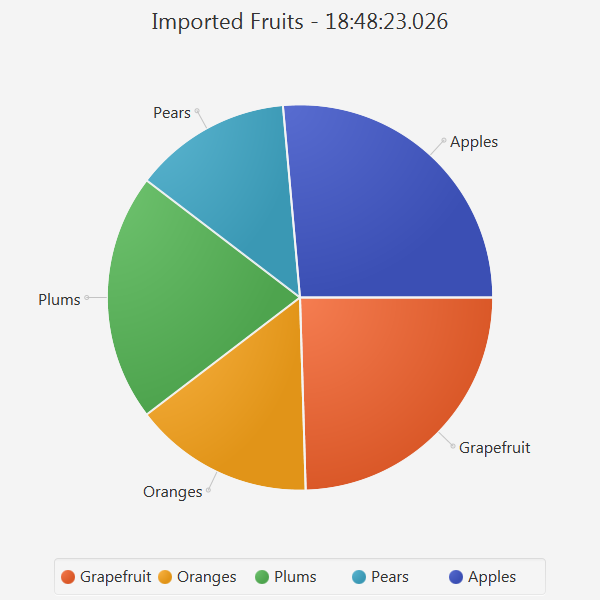 Imported Fruits - 18:48:23.026
Pears
Apples
Plums
Grapefruit
Oranges
Grapefruit Oranges Plums Pears Apples